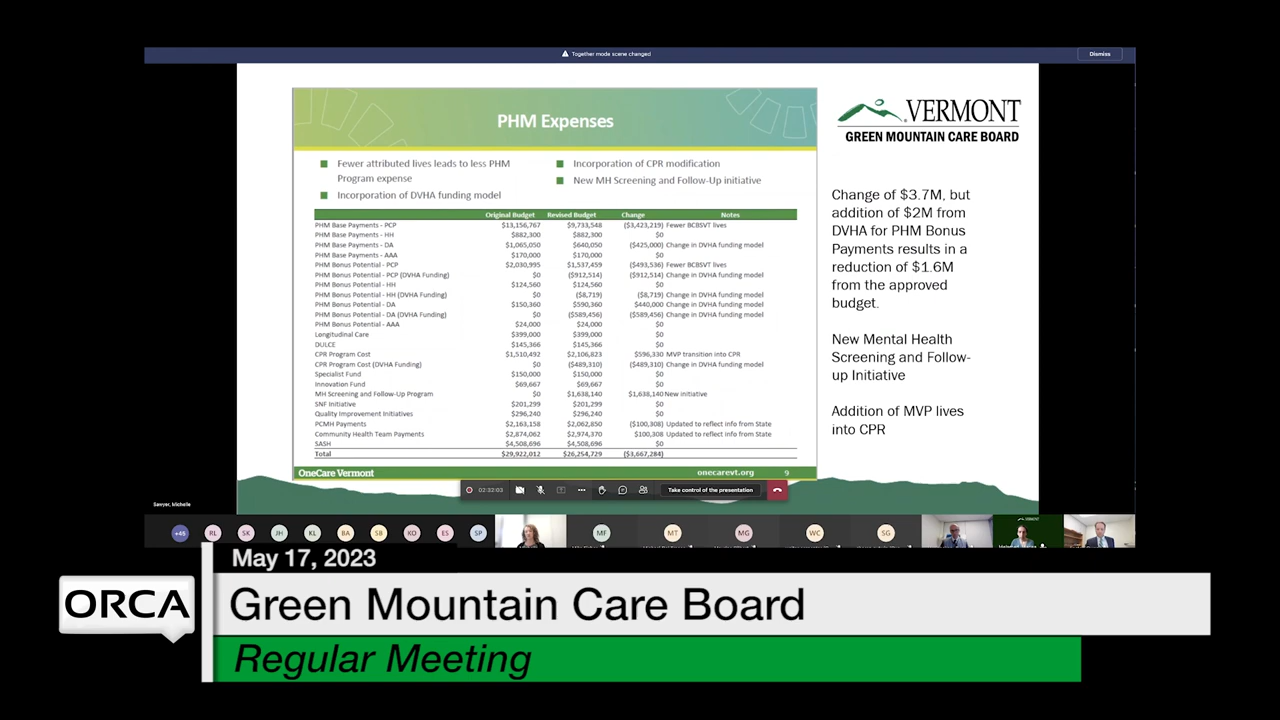 Together mode scene changed
Dismiss
PHM Expenses
Fewer attributed lives leads to less PHM
Program expense
Incorporation of DVHA funding model
Incorporation of CPR modification
New MH Screening and Follow-Up initiative
Original Budget Revised Budget Change Notes
PHM Base Payments - PCP $13,156,767 $9,733,548 ($3,423,219) Fewer BCBSVT lives
PHM Base Payments - HH $882,300 $882,300 $0
PHM Base Payments - DA $1,065,050 $640,050 ($425,000) Change in DVHA funding model
PHM Base Payments - AAA $170,000 $170,000 $0
PHM Bonus Potential - PCP $2,030,995 $1,537,459 ($493,536) Fewer BCBSVT lives
PHM Bonus Potential - PCP (DVHA Funding) $0 ($912,514) ($912,514) Change in DVHA funding model
PHM Bonus Potential - HH $124,560 $124,560 $0
PHM Bonus Potential - HH (DVHA Funding) $0 ($8,719) ($8,719) Change in DVHA funding model
PHM Bonus Potential - DA $150,360 $590,360 $440,000 Change in DVHA funding model
PHM Bonus Potential - DA (DVHA Funding) $0 ($589,456) ($589,456) Change in DVHA funding model
PHM Bonus Potential - AAA $24,000 $24,000 $0
Longitudinal Care $399,000 $399,000 $0
DULCE $145,366 $145,366 $0
CPR Program Cost $1,510,492 $2,106,823 $596,330 MVP transition into CPR
CPR Program Cost (DVHA Funding) $0 ($489,310) ($489,310) Change in DVHA funding model
Specialist Fund $150,000 $150,000 $0
Innovation Fund $69,667 $69,667 $0
MH Screening and Follow-Up Program $0 $1,638,140 $1,638,140 New initiative
SNF Initiative $201,299 $201,299 $0
Quality Improvement Initiatives $296,240 $296,240 $0
PCMH Payments $2,163,158 $2,062,850 ($100,308) Updated to reflect info from State
Community Health Team Payments $2,874,062 $2,974,370 $100,308 Updated to reflect info from State
SASH $4,508,696 $4,508,696 $0
Total $29,922,012 $26,254,729 ($3,667,284)
OneCare Vermont onecarevt.org 9
VERMONT
GREEN MOUNTAIN CARE BOARD
Change of $3.7M, but
addition of $2M from
DVHA for PHM Bonus
Payments results in a
reduction of $1.6M
from the approved
budget.
New Mental Health
Screening and Follow-
up Initiative
Addition of MVP lives
into CPR
02:32:03
Take control of the presentation
Sawyer, Michelle
+46 RL SK JH KL BA SB KO ES SP MF MT MG WC SG
May 17, 2023
ORCA
Green Mountain Care Board
Regular Meeting